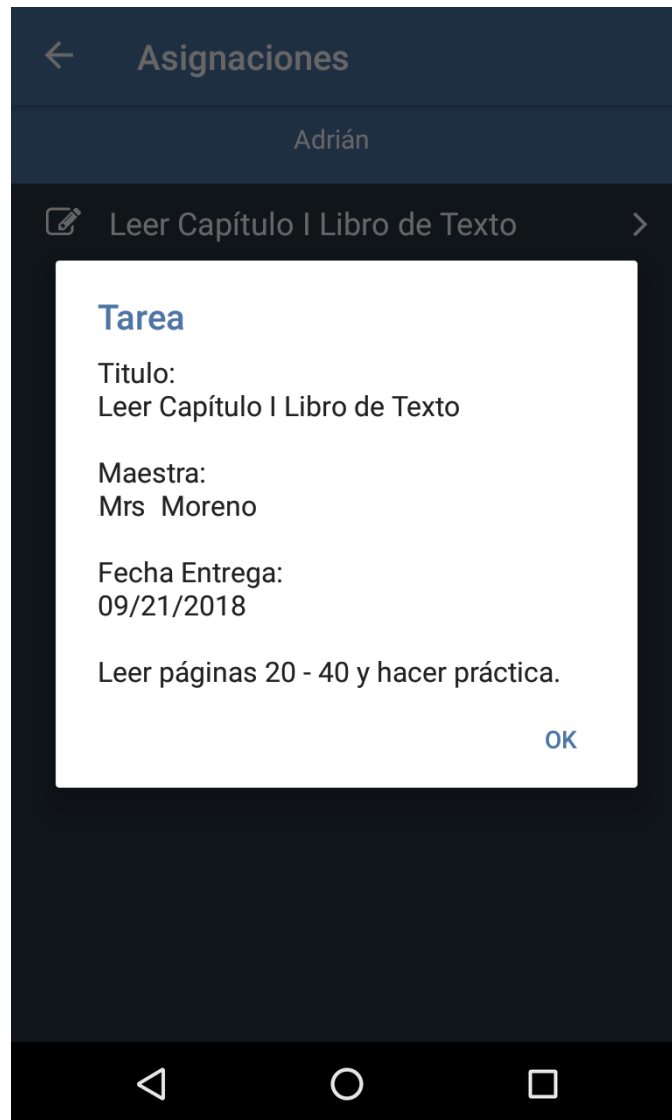 Asignaciones
Adrián
Leer Capítulo I Libro de Texto
Tarea
Titulo:
Leer Capítulo I Libro de Texto
Maestra:
Mrs  Moreno
Fecha Entrega:
09/21/2018
Leer páginas 20 - 40 y hacer práctica.
OK